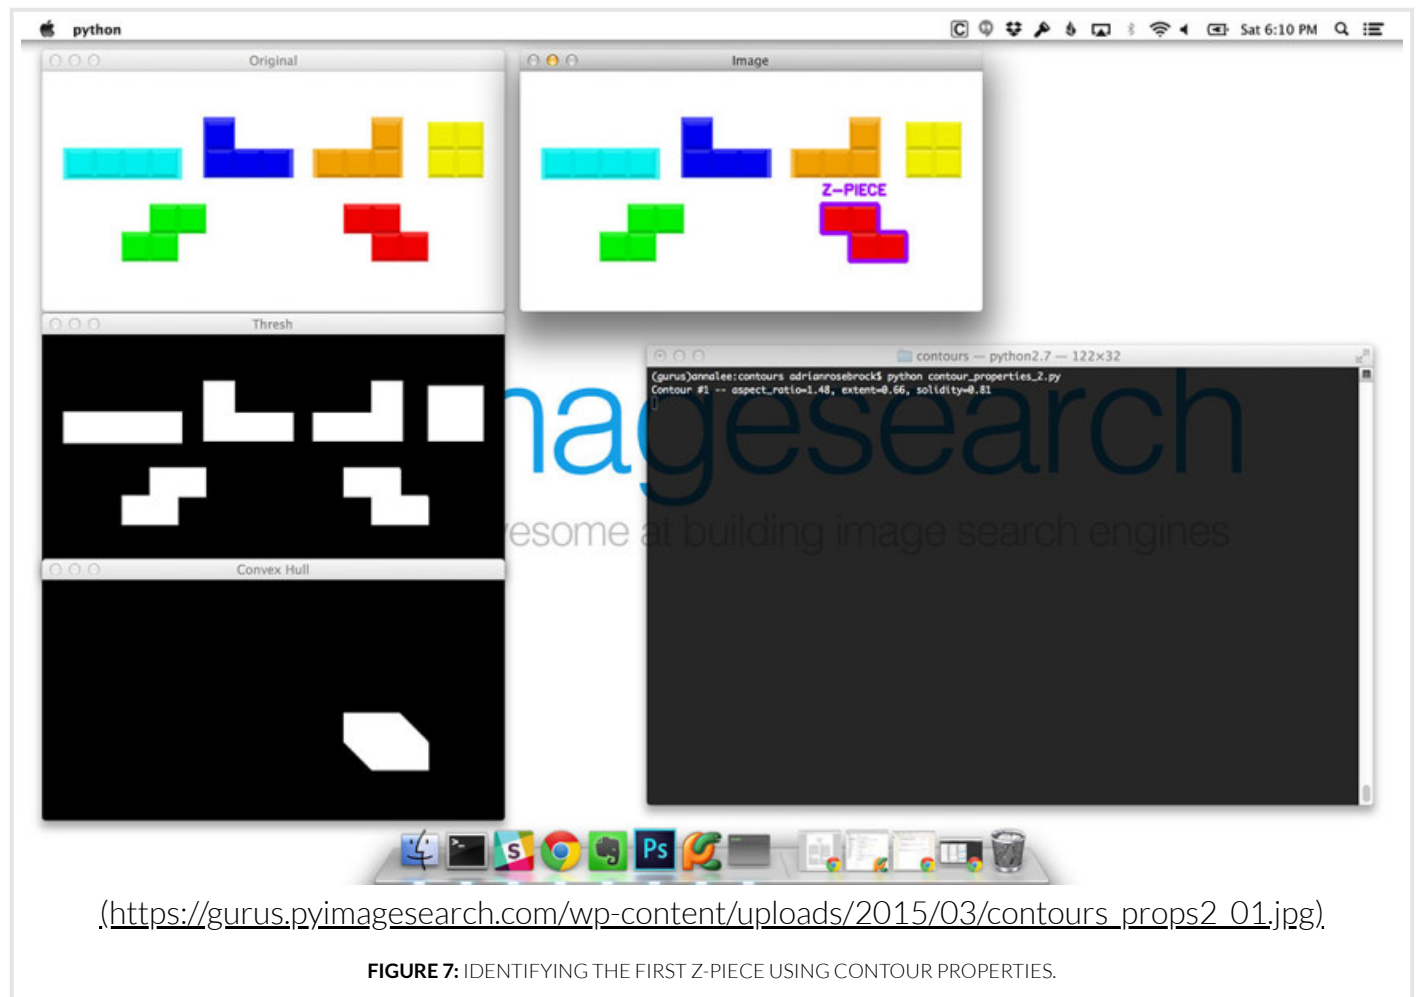 python
Sat 6:10 PM
Original
Image
Z-PIECE
Thresh
contours — python2.7 — 122×32
(gurus)annalee:contours adrianrosebrock$ python contour_properties_2.py
Contour #1 -- aspect_ratio=1.48, extent=0.66, solidity=0.81
magesearch
esome at building image search engines
Convex Hull
S
Ps
(https://gurus.pyimagesearch.com/wp-content/uploads/2015/03/contours_props2_01.jpg)
FIGURE 7: IDENTIFYING THE FIRST Z-PIECE USING CONTOUR PROPERTIES.